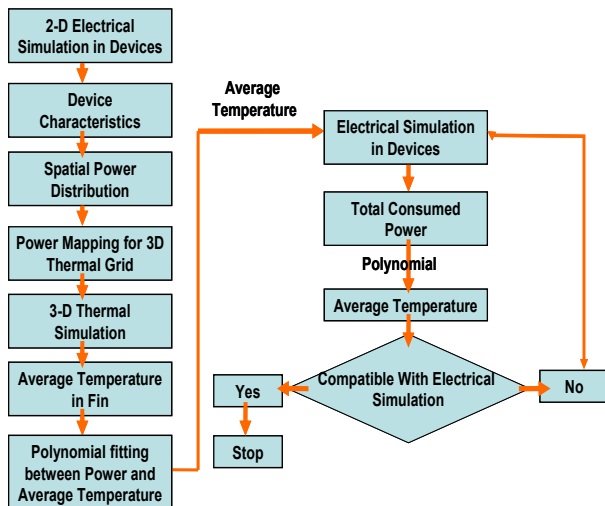 2-D Electrical
Simulation in Devices
Device
Characteristics
Spatial Power
Distribution
Power Mapping for 3D
Thermal Grid
3-D Thermal
Simulation
Average Temperature
in Fin
Polynomial fitting
between Power and
Average Temperature
Average
Temperature
Electrical Simulation
in Devices
Total Consumed
Power
Polynomial
Average Temperature
Compatible With Electrical
Simulation
Yes
No
Stop